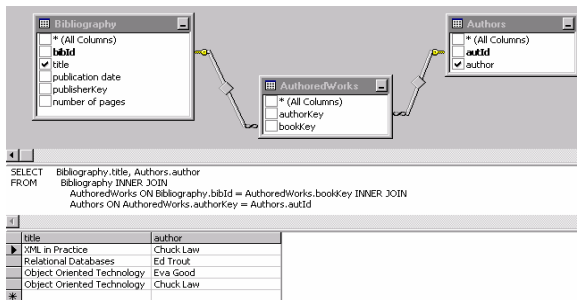 Bibliography
* (All Columns)
bibId
title
publication date
publisherKey
number of pages
AuthoredWorks
* (All Columns)
authorKey
bookKey
Authors
* (All Columns)
autId
author
SELECT Bibliography.title, Authors.author
FROM Bibliography INNER JOIN
AuthoredWorks ON Bibliography.bibId = AuthoredWorks.bookKey INNER JOIN
Authors ON AuthoredWorks.authorKey = Authors.autId
title author
XML in Practice Chuck Law
Relational Databases Ed Trout
Object Oriented Technology Eva Good
Object Oriented Technology Chuck Law